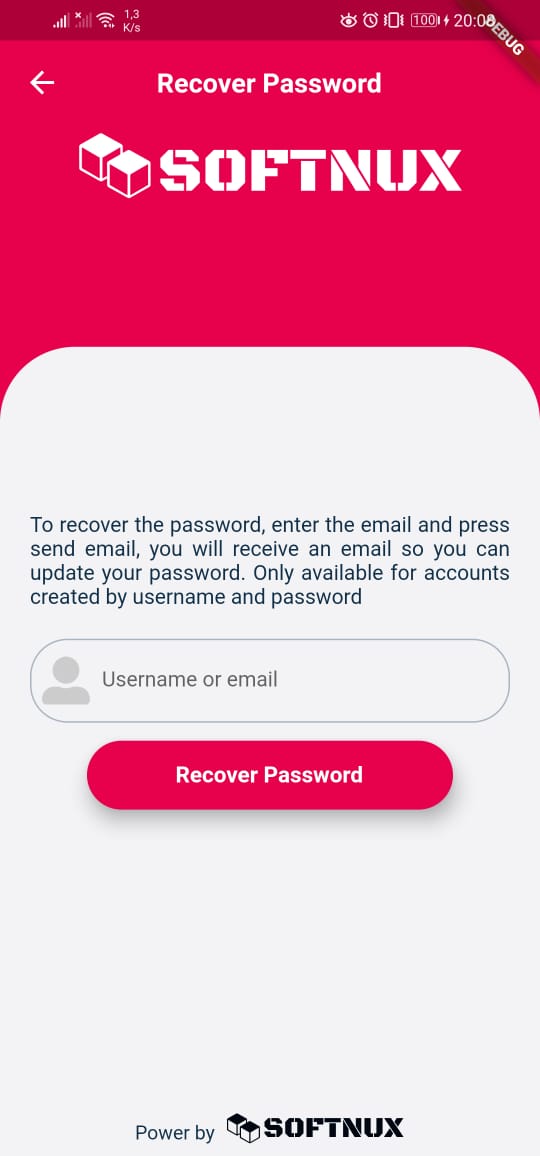 1,3
K/s
100
20:08
DEBUG
Recover Password
SOFTNUX
To recover the password, enter the email and press
send email, you will receive an email so you can
update your password. Only available for accounts
created by username and password
Username or email
Recover Password
Power by SOFTNUX